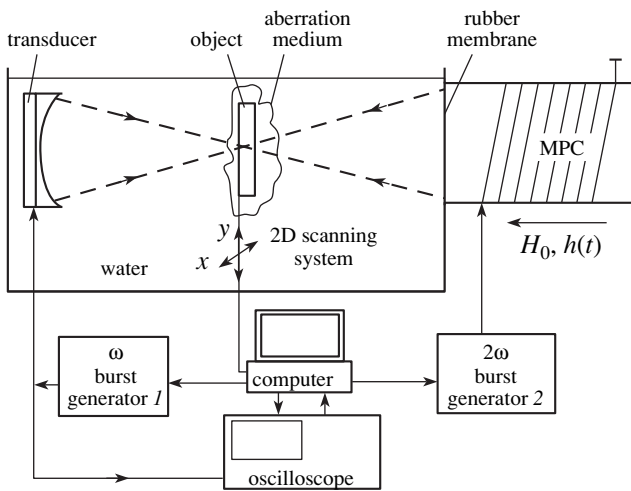 transducer
object
aberration
medium
rubber
membrane
MPC
H₀, h(t)
y
x
2D scanning
system
water
ω
burst
generator 1
computer
2ω
burst
generator 2
oscilloscope